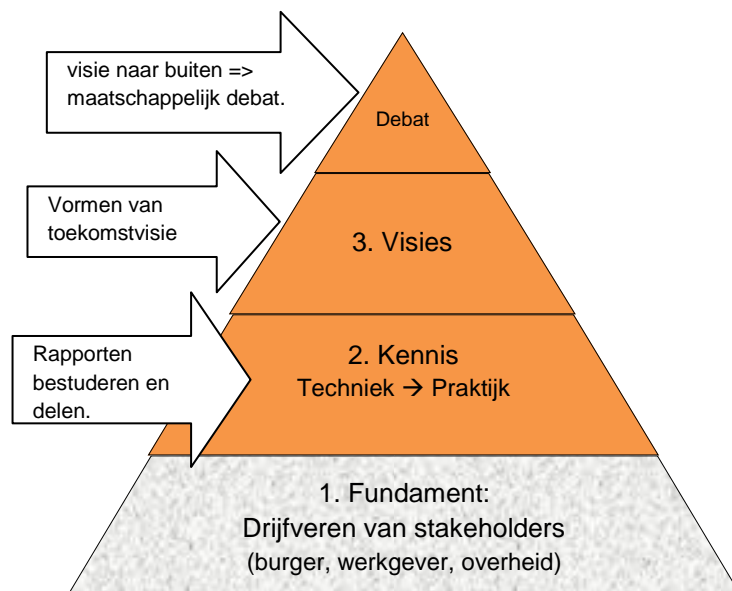 visie naar buiten =>
maatschappelijk debat.
Debat
Vormen van
toekomstvisie
3. Visies
Rapporten
bestuderen en
delen.
2. Kennis
Techniek → Praktijk
1. Fundament:
Drijfveren van stakeholders
(burger, werkgever, overheid)